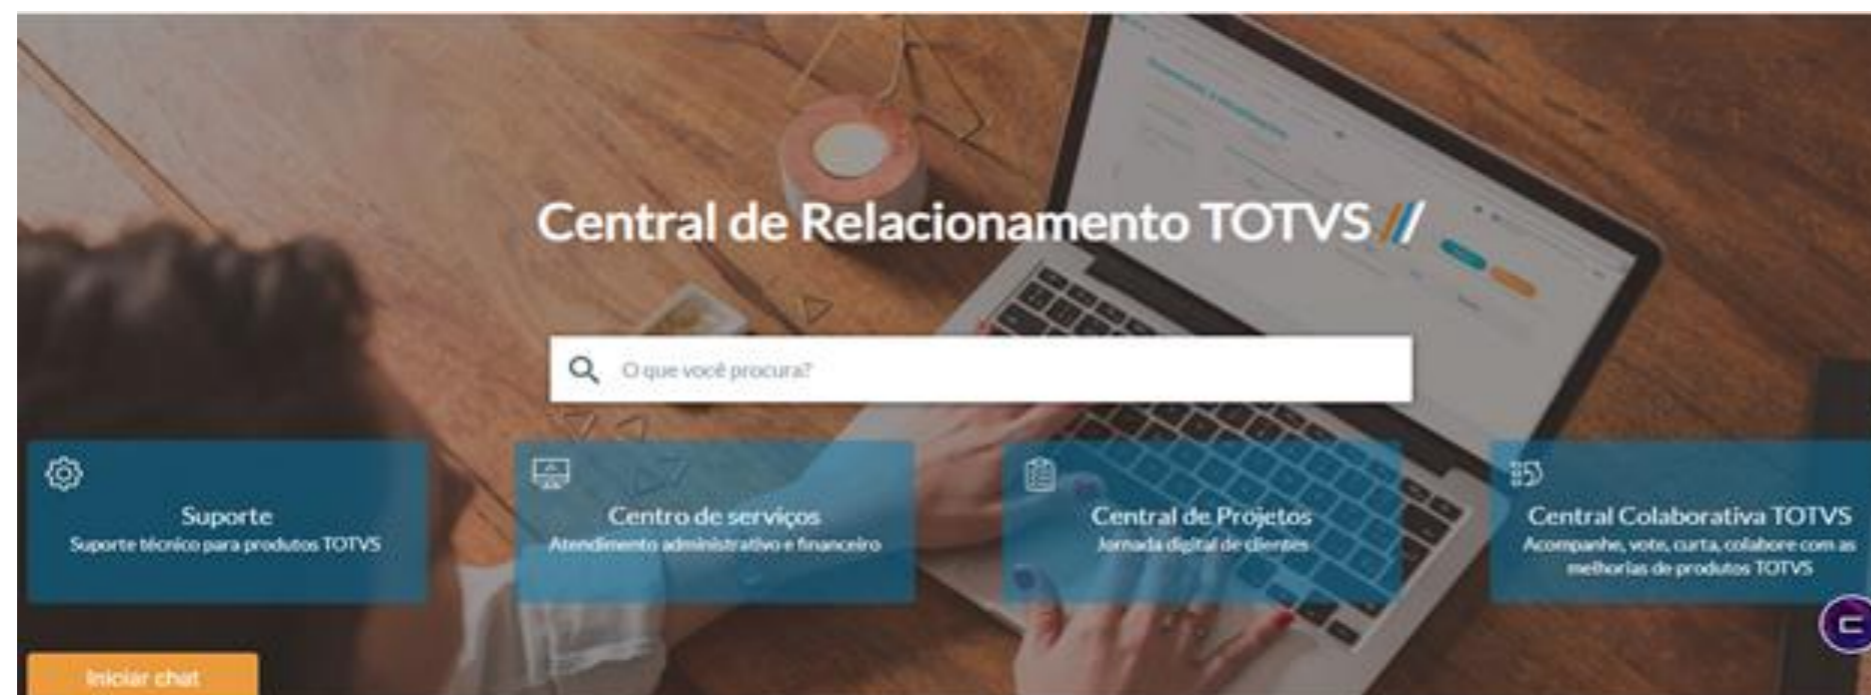 Central de Relacionamento TOTVS //
O que você procura?
Suporte
Suporte técnico para produtos TOTVS
Centro de serviços
Atendimento administrativo e financeiro
Central de Projetos
Jornada digital de clientes
Central Colaborativa TOTVS
Acompanhe, vote, curta, colabore com as
melhorias de produtos TOTVS
Iniciar chat